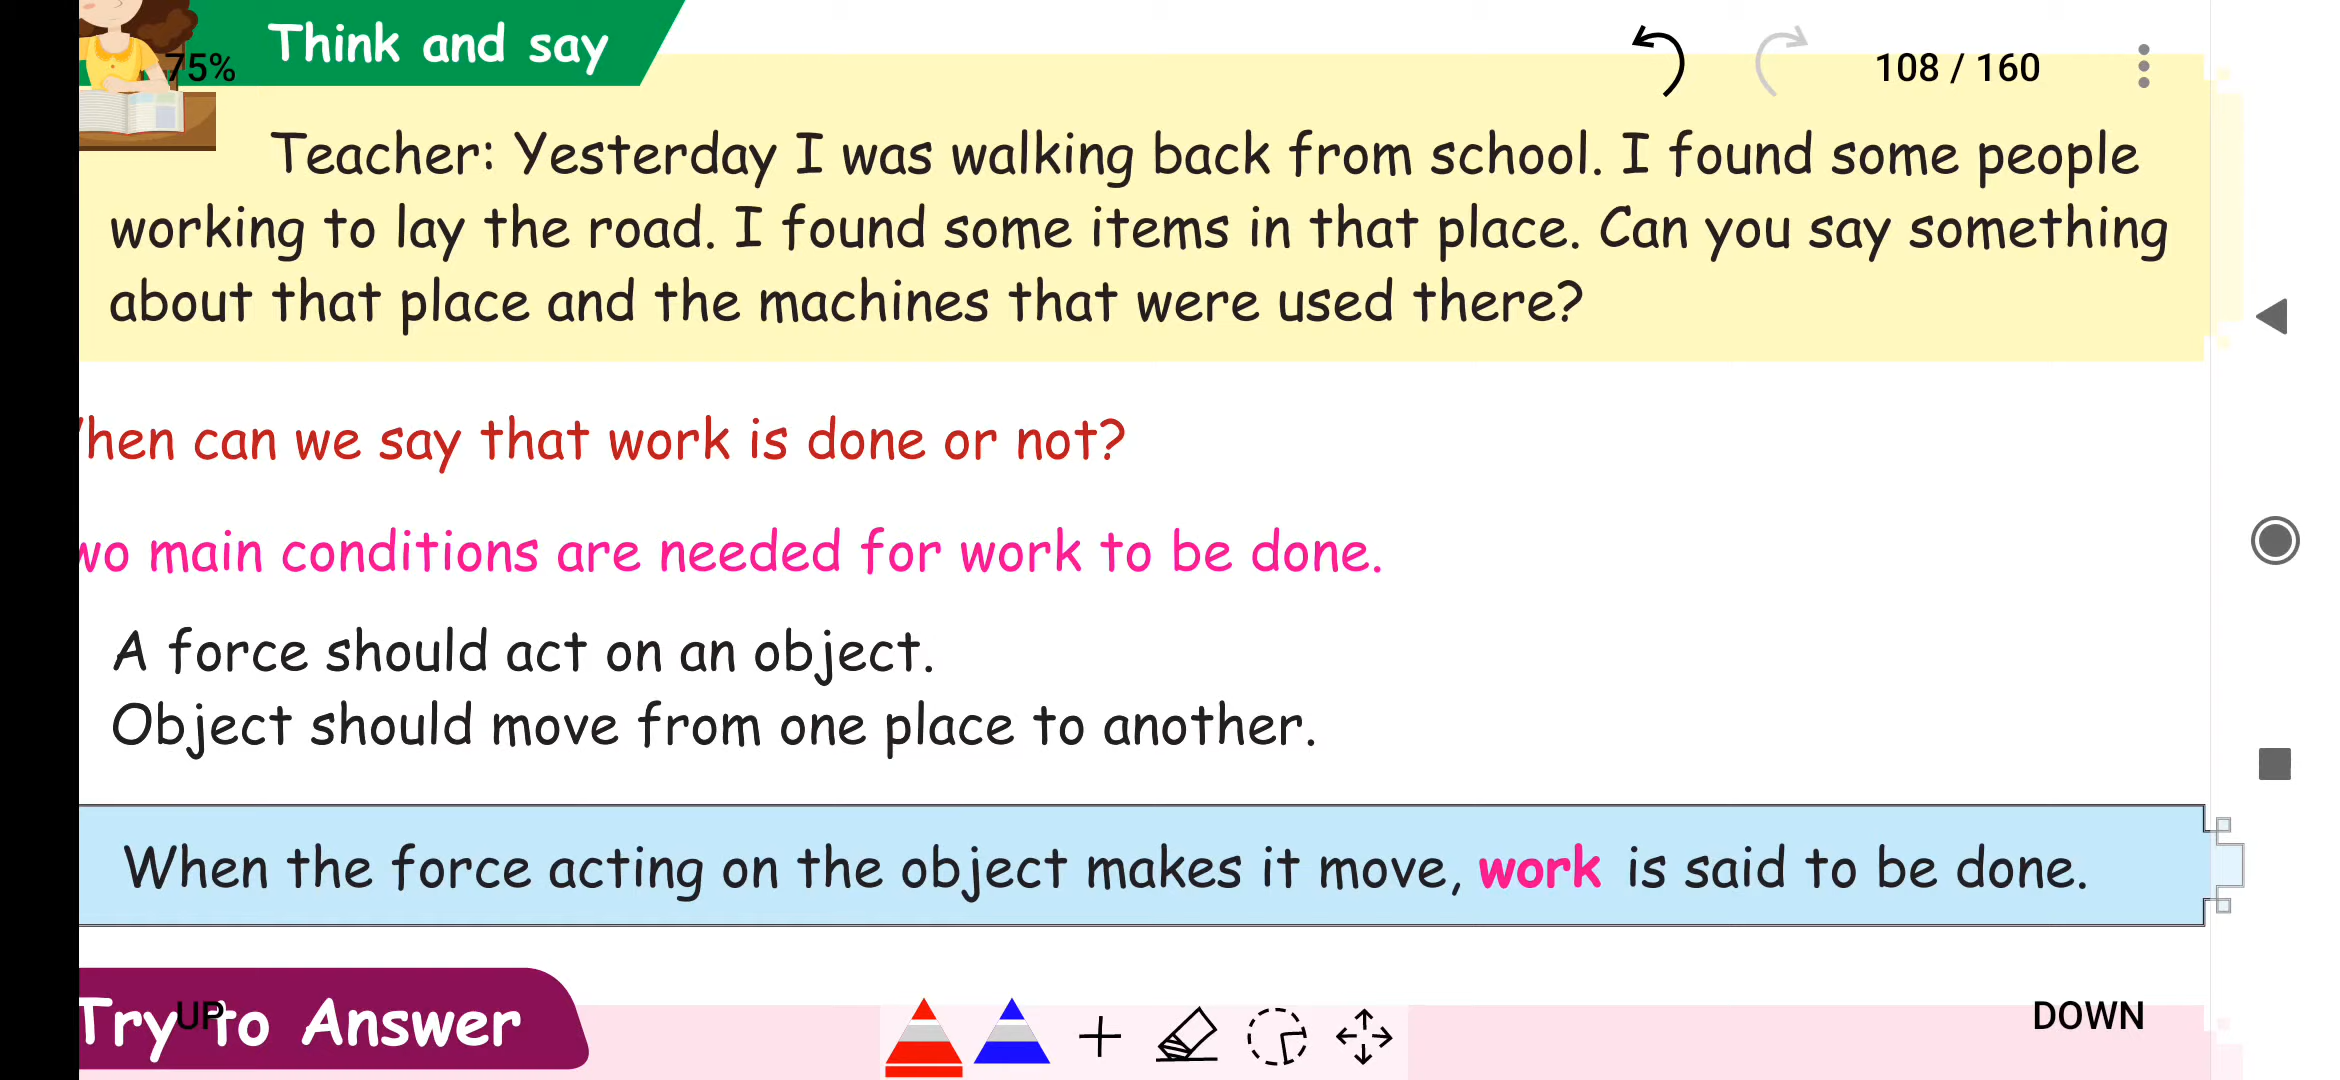 Think and say
75%
108 / 160
Teacher: Yesterday I was walking back from school. I found some people
working to lay the road. I found some items in that place. Can you say something
about that place and the machines that were used there?
hen can we say that work is done or not?
wo main conditions are needed for work to be done.
A force should act on an object.
Object should move from one place to another.
When the force acting on the object makes it move, work is said to be done.
Try to Answer
UP
DOWN